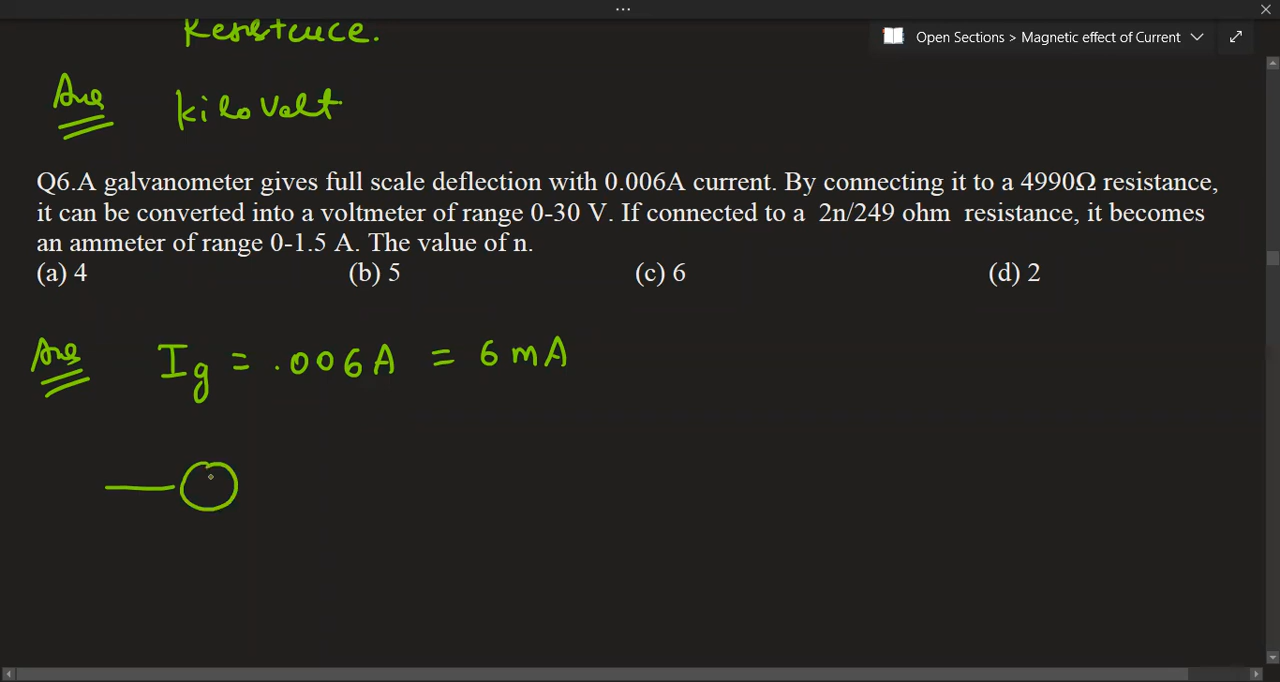 ...
Resistence.
Open Sections > Magnetic effect of Current
Ans kiloVolt
Q6.A galvanometer gives full scale deflection with 0.006A current. By connecting it to a 4990Ω resistance,
it can be converted into a voltmeter of range 0-30 V. If connected to a 2n/249 ohm resistance, it becomes
an ammeter of range 0-1.5 A. The value of n.
(a) 4 (b) 5 (c) 6 (d) 2
Ans Ig = .006A = 6 mA